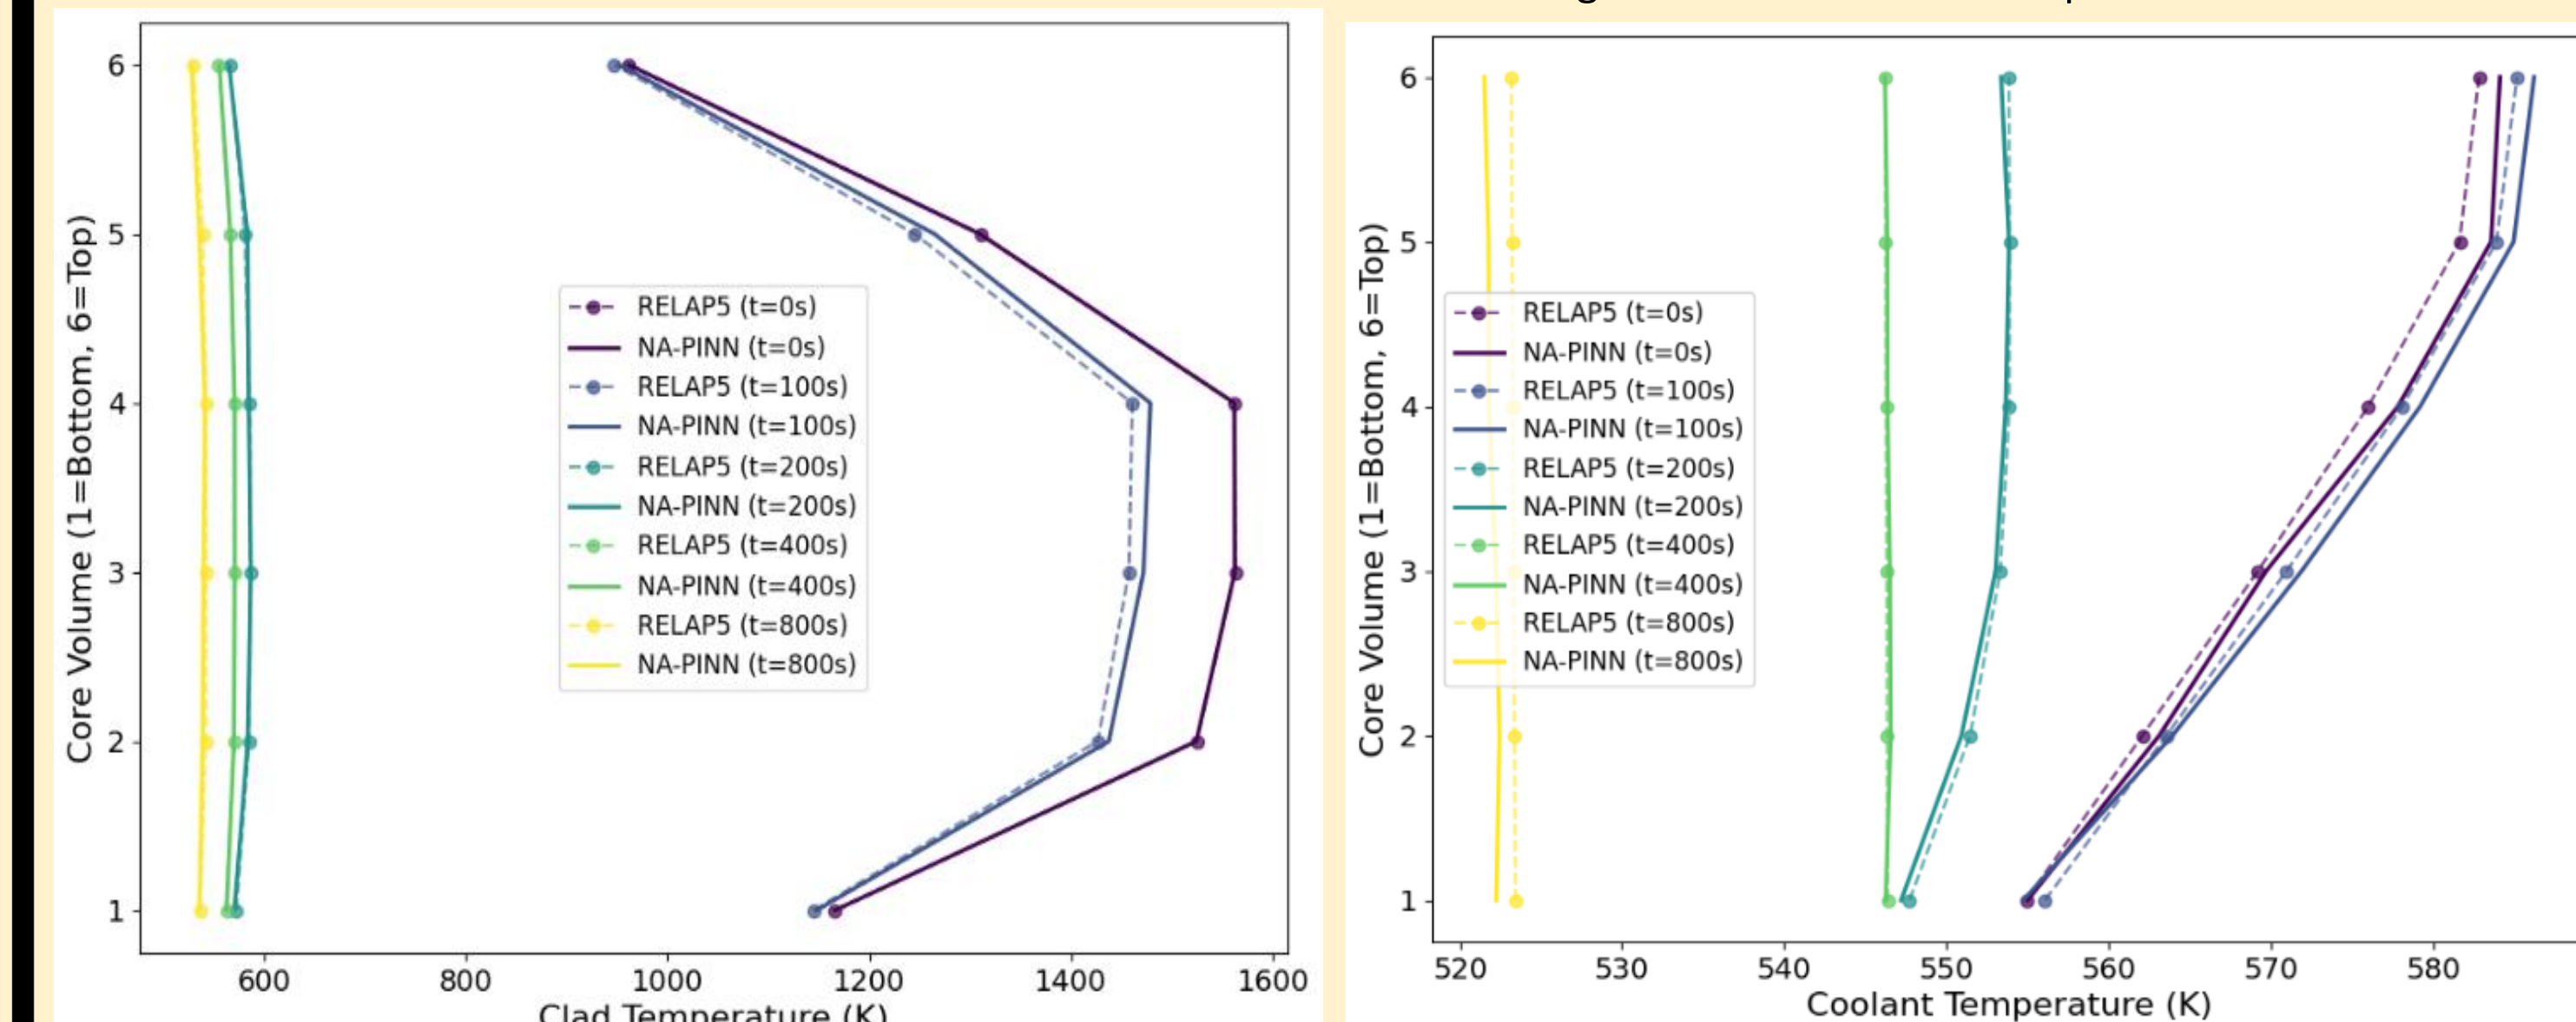 6
5
4
3
2
1
Core Volume (1=Bottom, 6=Top)
RELAP5 (t=0s)
NA-PINN (t=0s)
RELAP5 (t=100s)
NA-PINN (t=100s)
RELAP5 (t=200s)
NA-PINN (t=200s)
RELAP5 (t=400s)
NA-PINN (t=400s)
RELAP5 (t=800s)
NA-PINN (t=800s)
600 800 1000 1200 1400 1600
Clad Temperature (K)
6
5
4
3
2
1
Core Volume (1=Bottom, 6=Top)
RELAP5 (t=0s)
NA-PINN (t=0s)
RELAP5 (t=100s)
NA-PINN (t=100s)
RELAP5 (t=200s)
NA-PINN (t=200s)
RELAP5 (t=400s)
NA-PINN (t=400s)
RELAP5 (t=800s)
NA-PINN (t=800s)
520 530 540 550 560 570 580
Coolant Temperature (K)